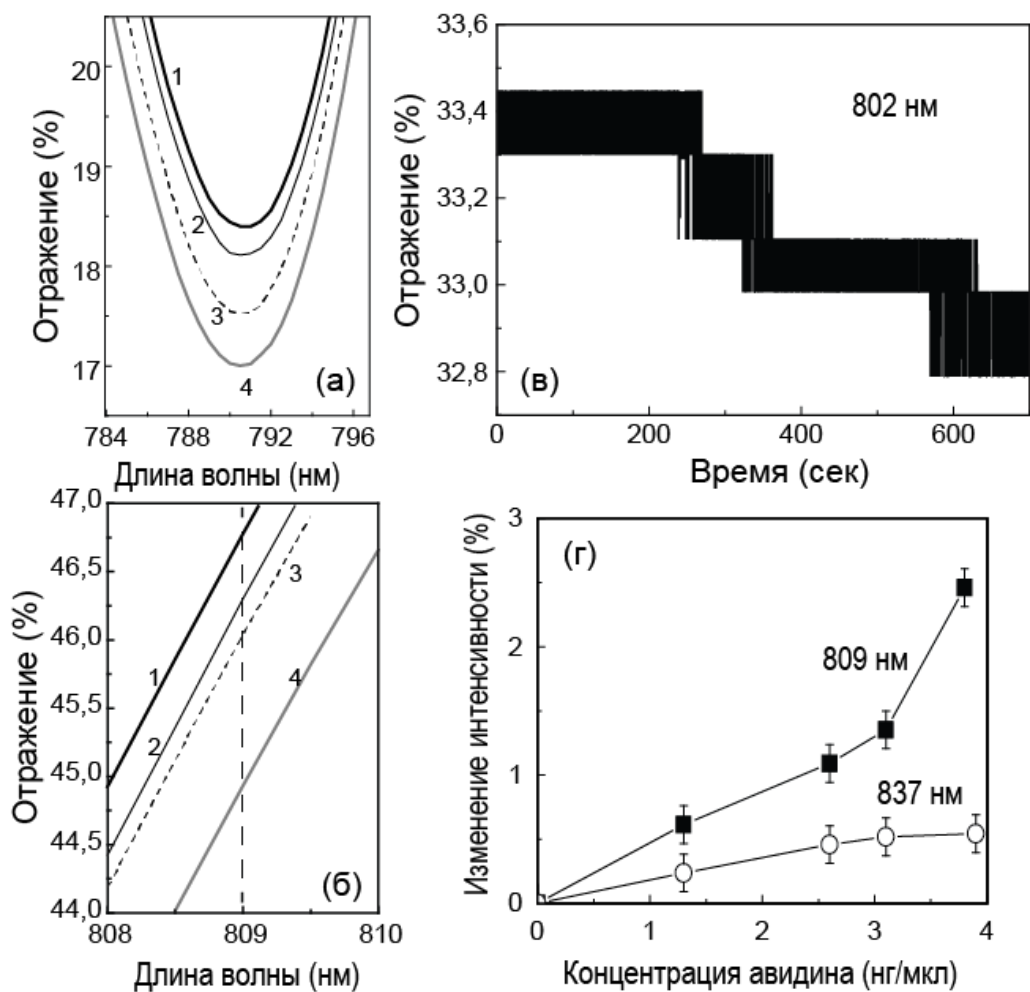 20
19
18
17
Отражение (%)
1
2
3
4
(а)
784 788 792 796
Длина волны (нм)
33,6
33,4
33,2
33,0
32,8
Отражение (%)
802 нм
(в)
0 200 400 600
Время (сек)
47,0
46,5
46,0
45,5
45,0
44,5
44,0
Отражение (%)
1
2
3
4
(б)
808 809 810
Длина волны (нм)
3
2
1
0
Изменение интенсивности (%)
(г)
809 нм
837 нм
0 1 2 3 4
Концентрация авидина (нг/мкл)